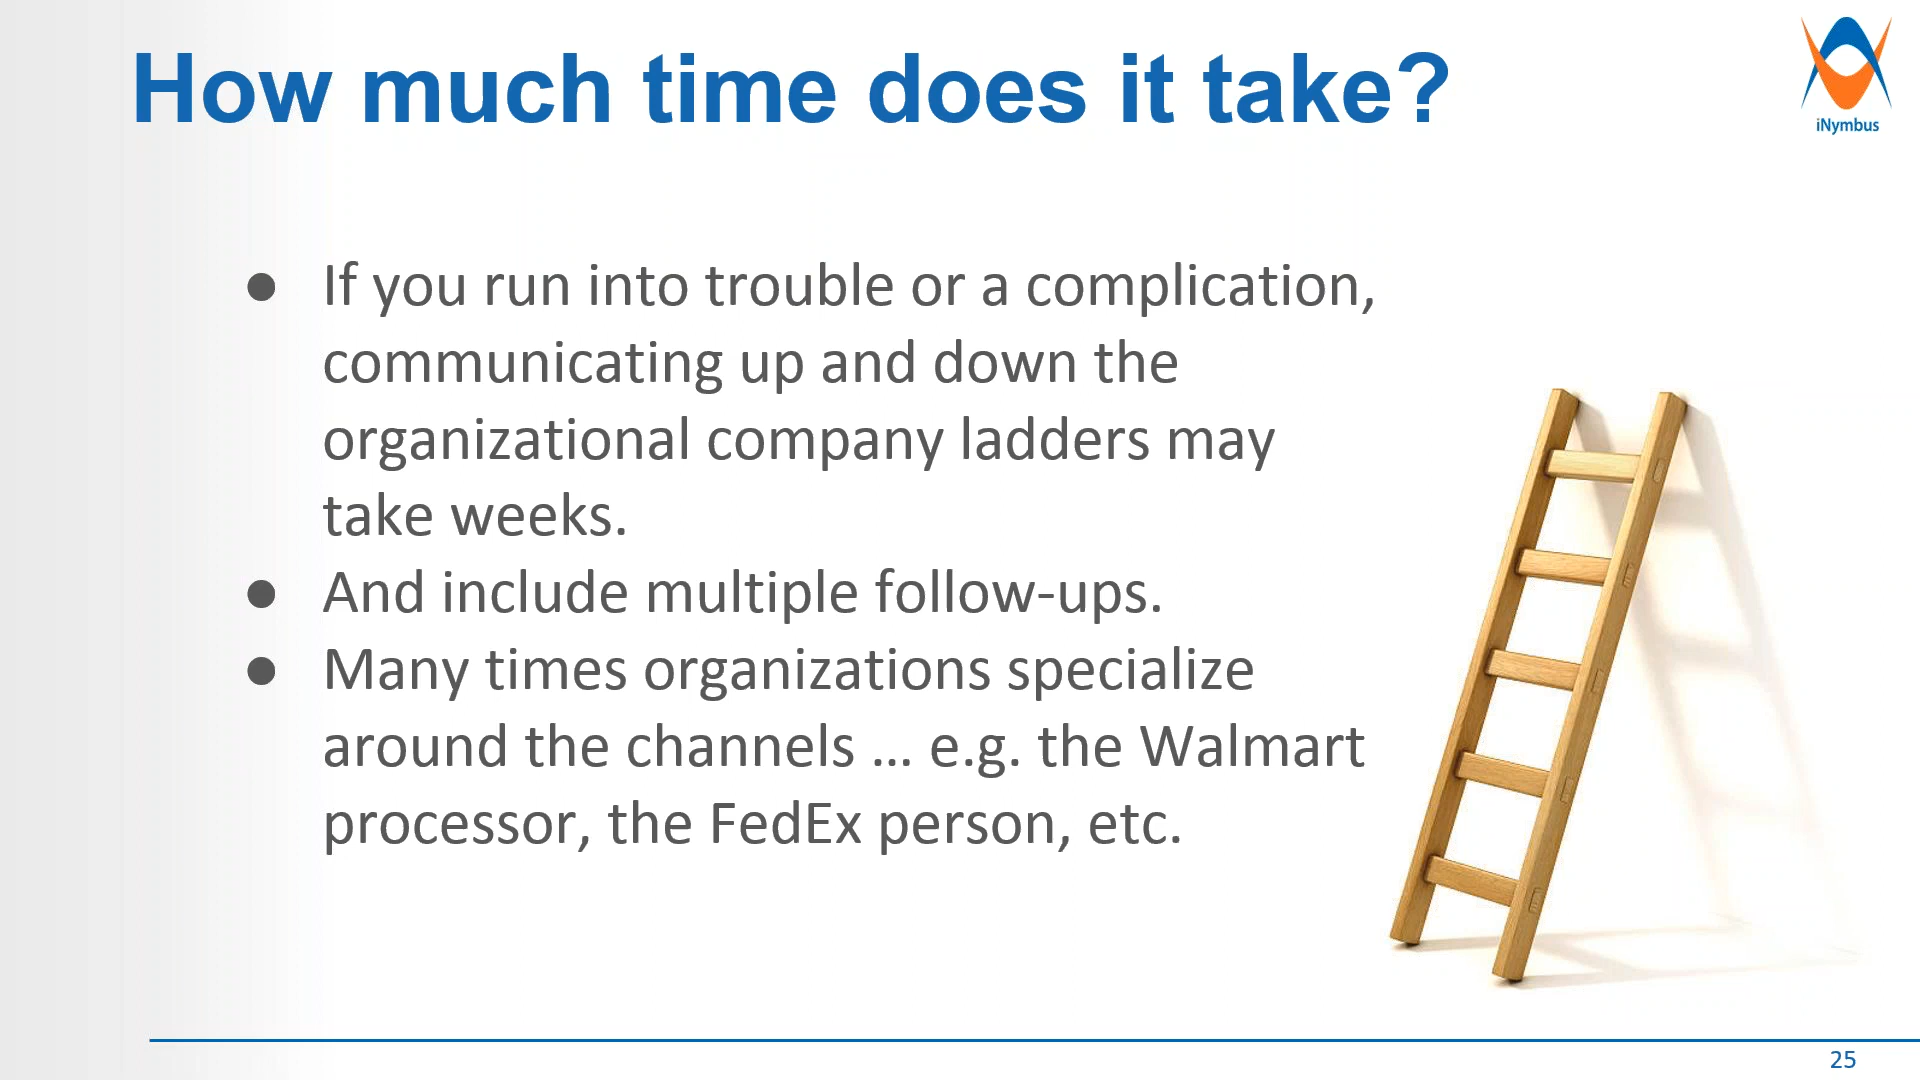 How much time does it take?
iNymbus
● If you run into trouble or a complication,
communicating up and down the
organizational company ladders may
take weeks.
● And include multiple follow-ups.
● Many times organizations specialize
around the channels ... e.g. the Walmart
processor, the FedEx person, etc.
25